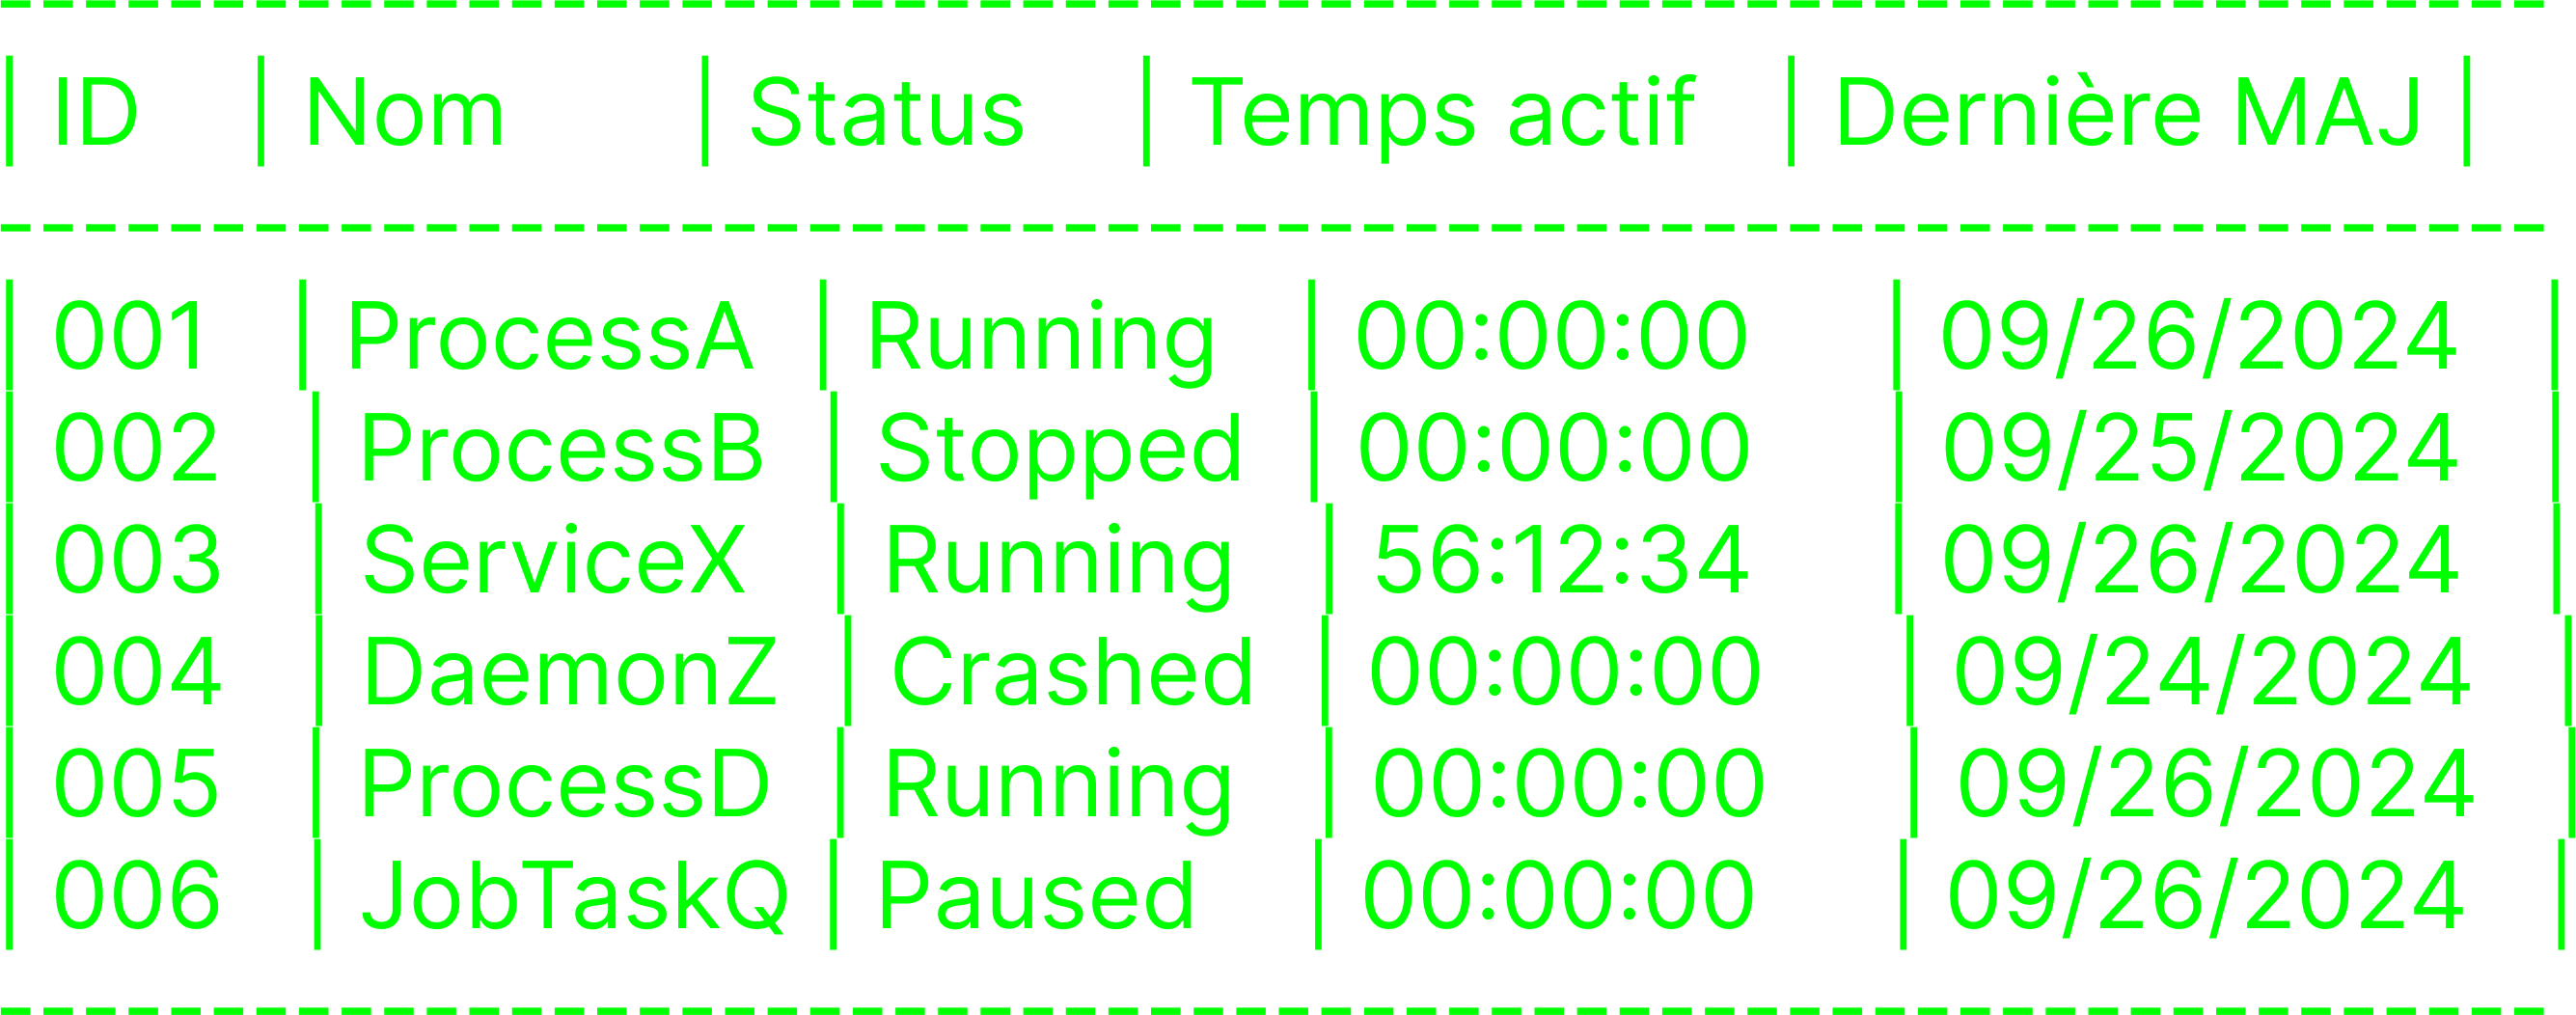 ------------------------------------------------------------
| ID | Nom | Status | Temps actif | Dernière MAJ |
------------------------------------------------------------
| 001 | ProcessA | Running | 00:00:00 | 09/26/2024 |
| 002 | ProcessB | Stopped | 00:00:00 | 09/25/2024 |
| 003 | ServiceX | Running | 56:12:34 | 09/26/2024 |
| 004 | DaemonZ | Crashed | 00:00:00 | 09/24/2024 |
| 005 | ProcessD | Running | 00:00:00 | 09/26/2024 |
| 006 | JobTaskQ | Paused | 00:00:00 | 09/26/2024 |
------------------------------------------------------------